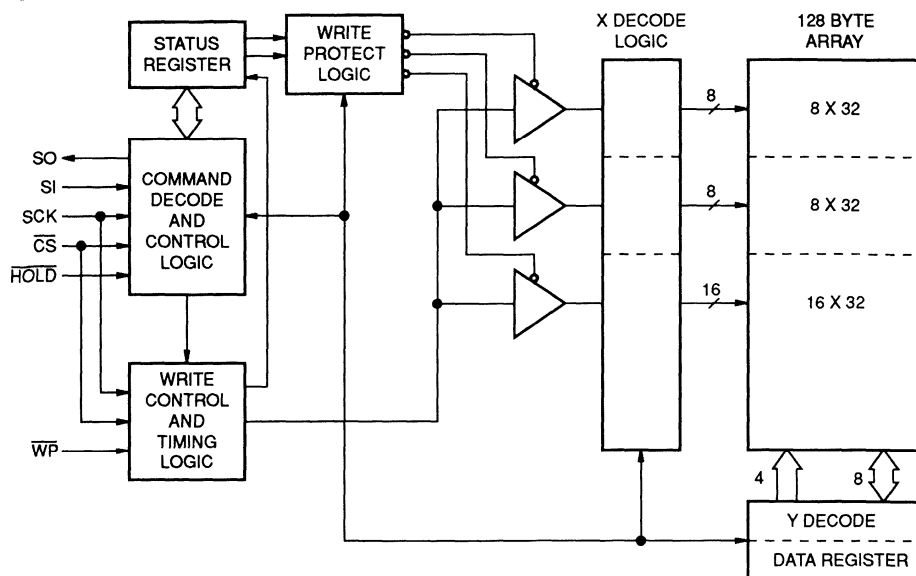 STATUS
REGISTER
WRITE
PROTECT
LOGIC
X DECODE
LOGIC
128 BYTE
ARRAY
SO
SI
SCK
CS
HOLD
WP
COMMAND
DECODE
AND
CONTROL
LOGIC
WRITE
CONTROL
AND
TIMING
LOGIC
8
8
16
8 X 32
8 X 32
16 X 32
4
8
Y DECODE
DATA REGISTER